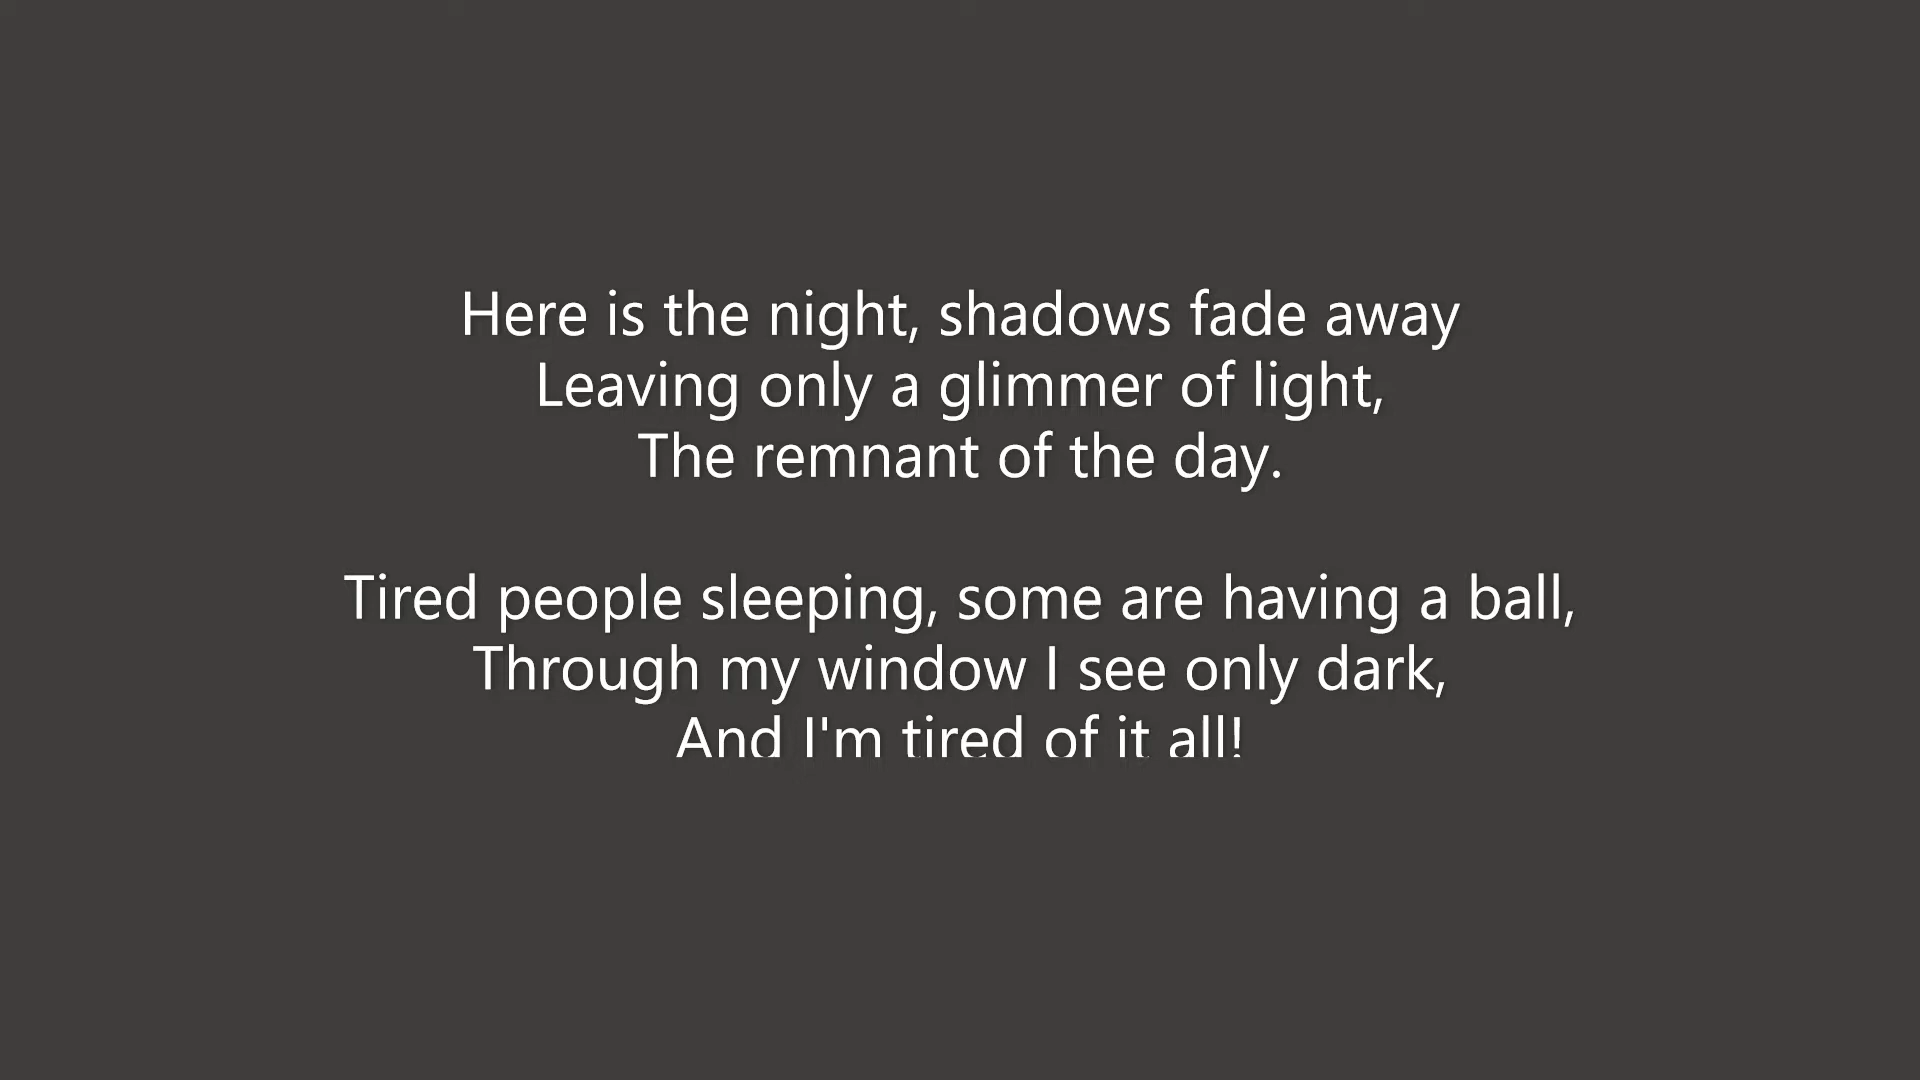 Here is the night, shadows fade away
Leaving only a glimmer of light,
The remnant of the day.
Tired people sleeping, some are having a ball,
Through my window I see only dark,
And I'm tired of it all!